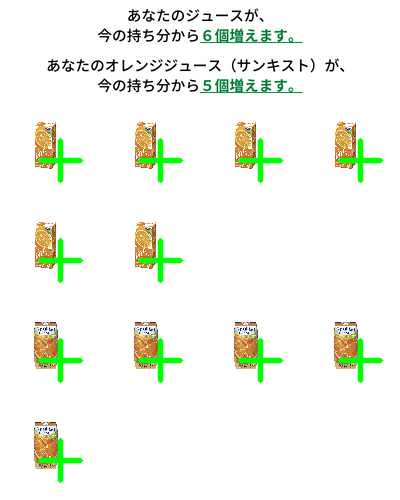 あなたのジュースが、
今の持ち分から６個増えます。
あなたのオレンジジュース（サンキスト）が、
今の持ち分から５個増えます。